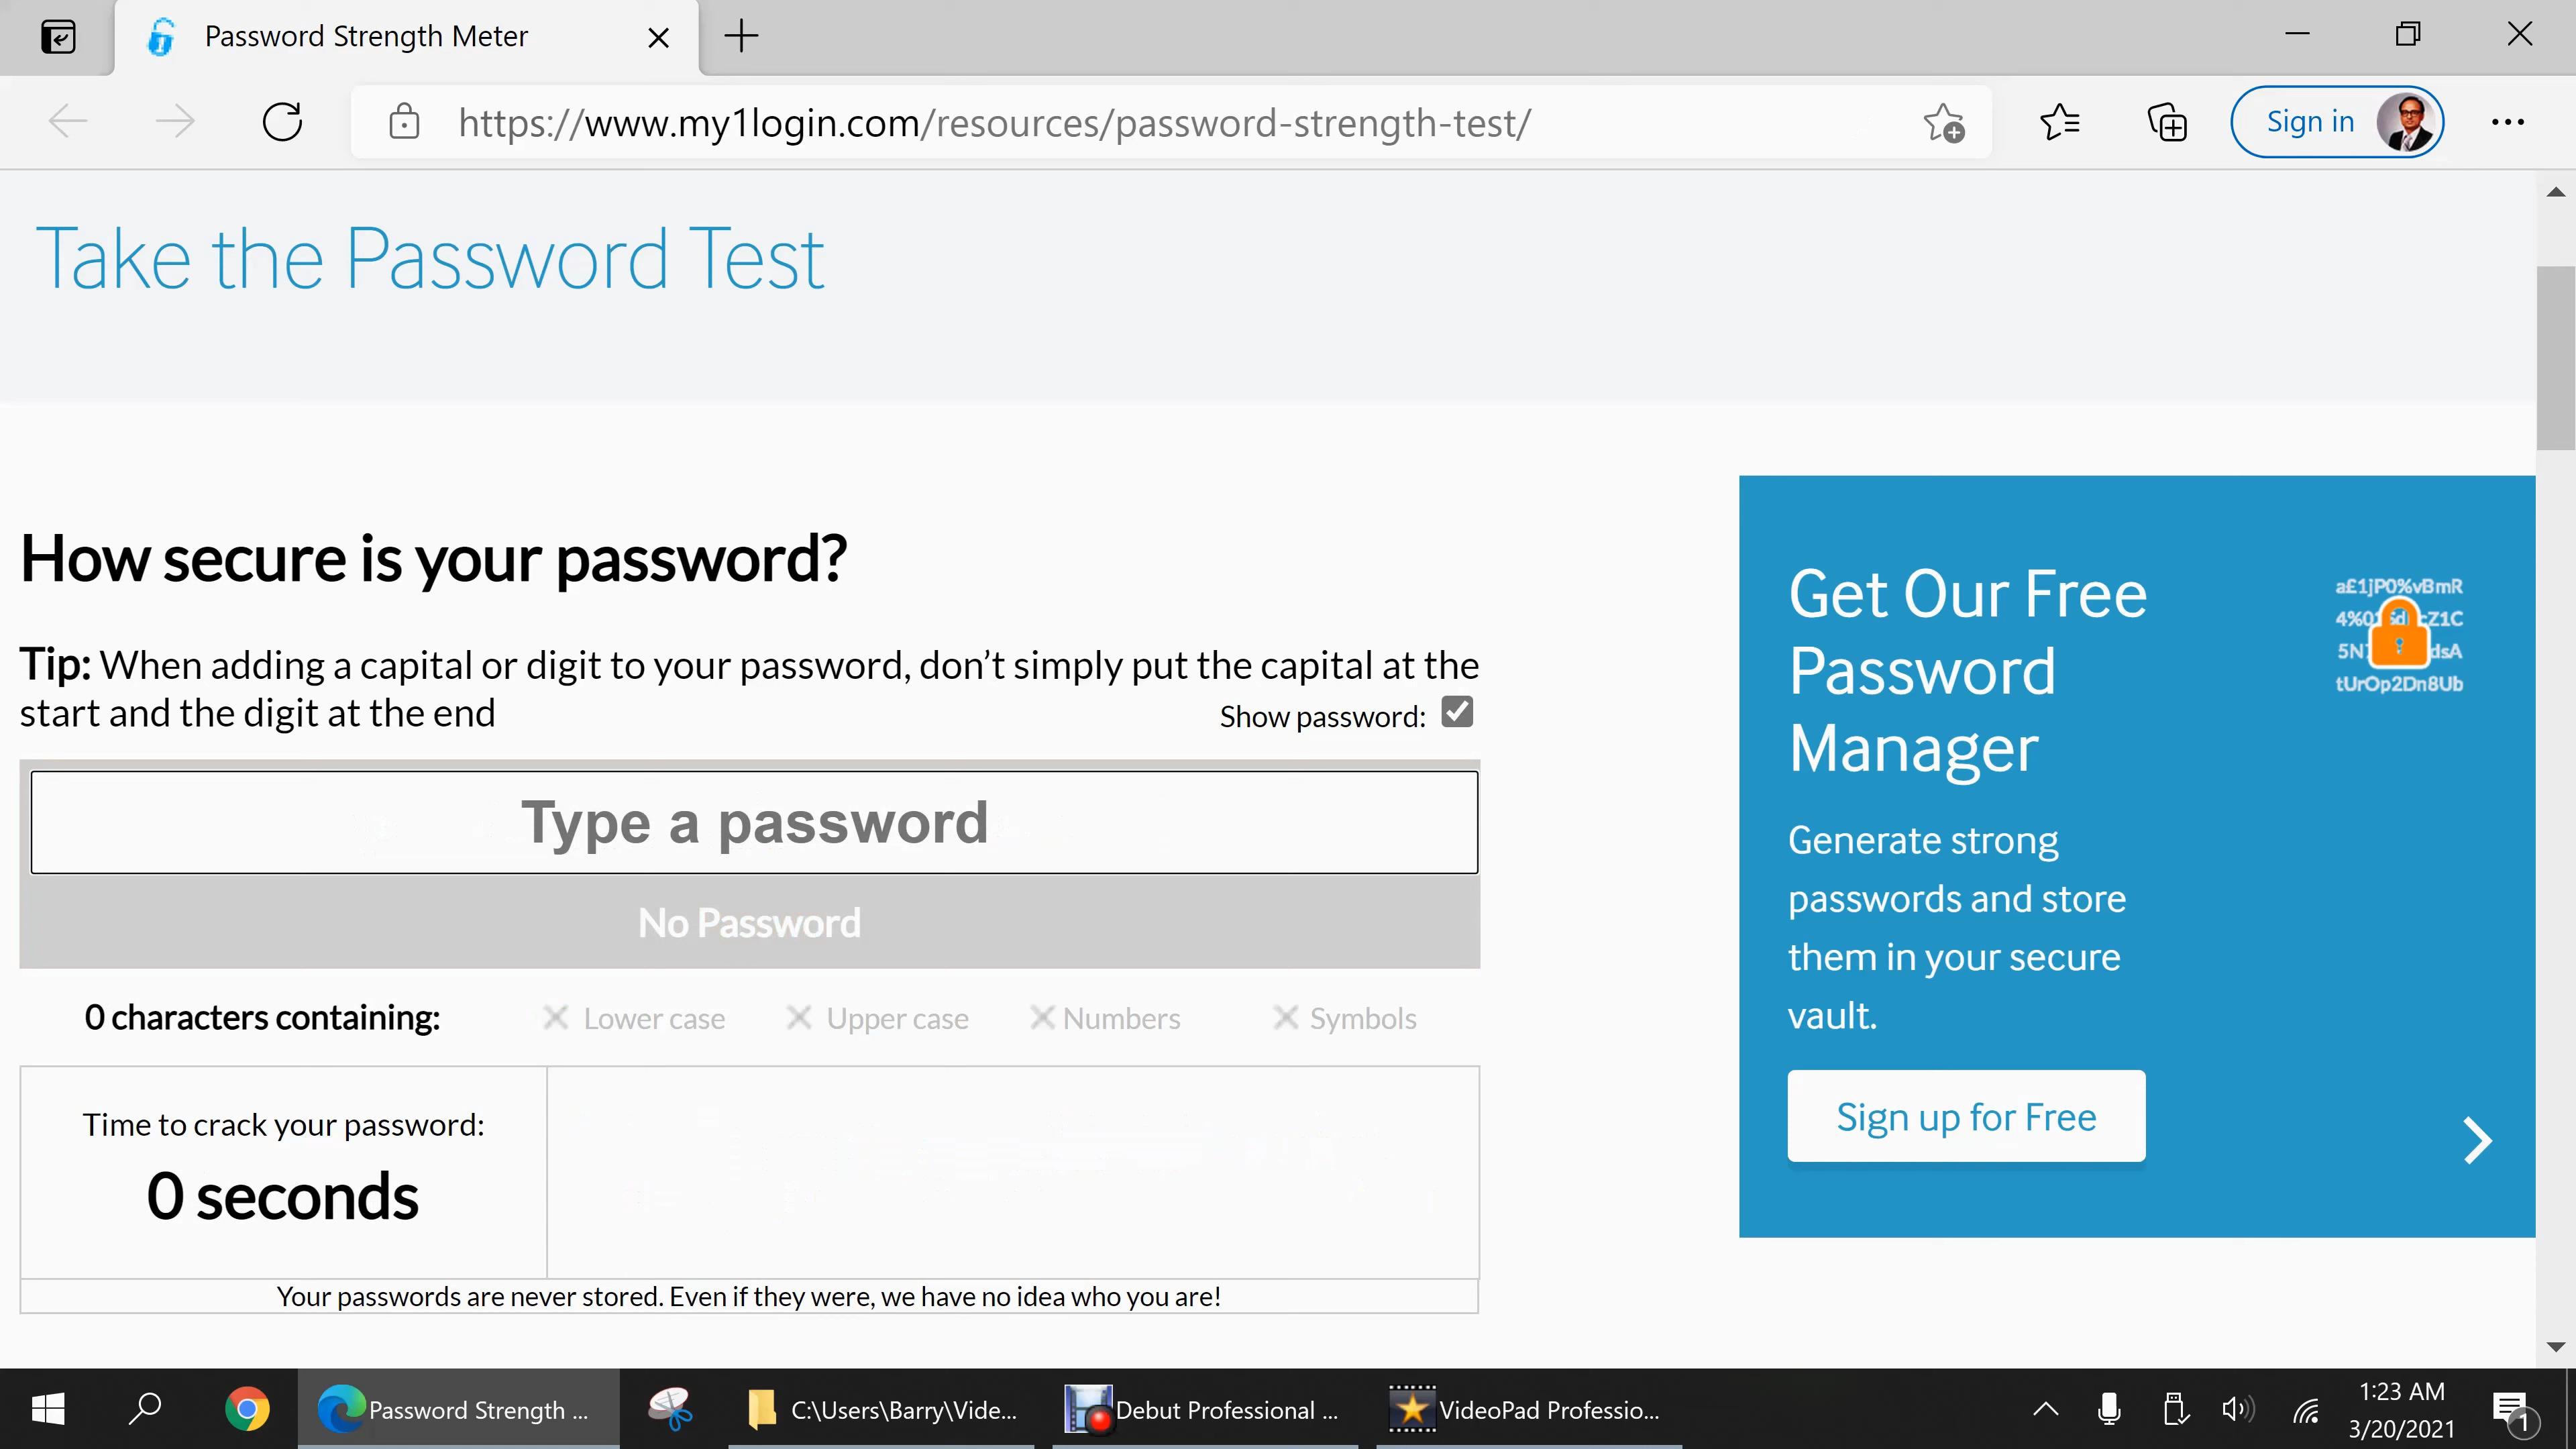 Password Strength Meter
https://www.my1login.com/resources/password-strength-test/
Sign in
Take the Password Test
How secure is your password?
Tip: When adding a capital or digit to your password, don’t simply put the capital at the
start and the digit at the end
Show password:
Type a password
No Password
0 characters containing:
Lower case
Upper case
Numbers
Symbols
Time to crack your password:
0 seconds
Your passwords are never stored. Even if they were, we have no idea who you are!
Get Our Free
Password
Manager
a£1jP0%vBmR
tUrOp2Dn8Ub
Generate strong
passwords and store
them in your secure
vault.
Sign up for Free
Password Strength ...
C:\Users\Barry\Vide...
Debut Professional ...
VideoPad Professio...
1:23 AM
3/20/2021
1